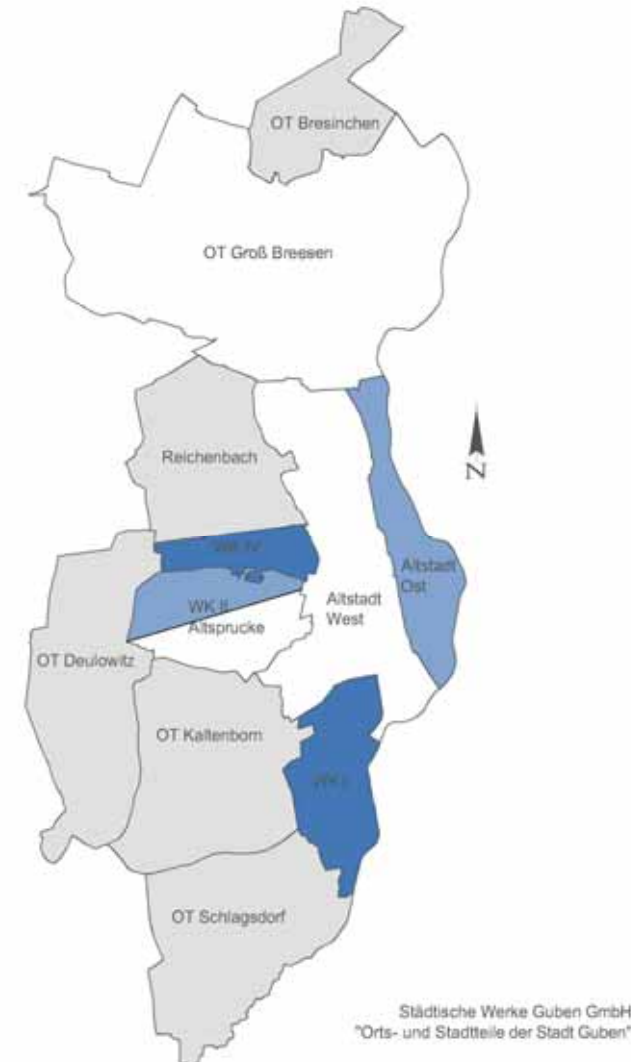 OT Bresinchen
OT Groß Breesen
Reichenbach
N
WK IV
Altstadt
Ost
WK II
Altsprucke
Altstadt
West
OT Deulowitz
OT Kaltenborn
WK I
OT Schlagsdorf
Städtische Werke Guben GmbH
"Orts- und Stadtteile der Stadt Guben"